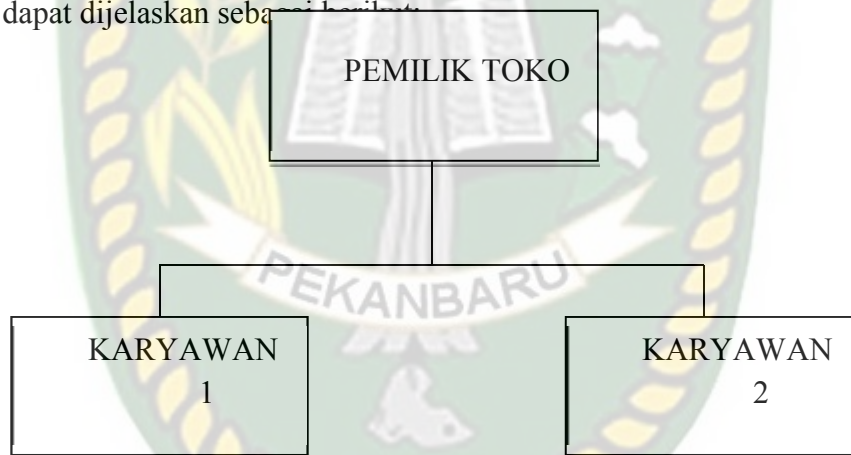 dapat dijelaskan sebagai berikut:
PEMILIK TOKO
PEKANBARU
KARYAWAN
1
KARYAWAN
2